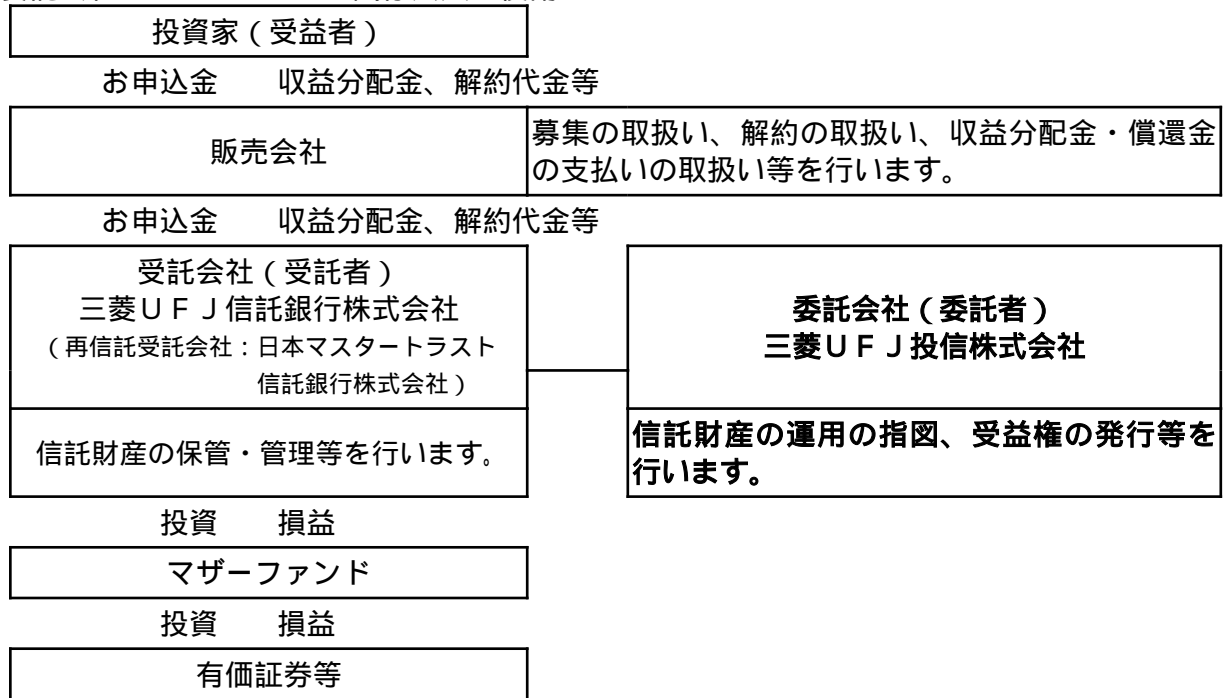 投資家（受益者）
お申込金　　収益分配金、解約代金等
販売会社
募集の取扱い、解約の取扱い、収益分配金・償還金
の支払いの取扱い等を行います。
お申込金　　収益分配金、解約代金等
受託会社（受託者）
三菱ＵＦＪ信託銀行株式会社
（再信託受託会社：日本マスタートラスト
信託銀行株式会社）
委託会社（委託者）
三菱ＵＦＪ投信株式会社
信託財産の保管・管理等を行います。
信託財産の運用の指図、受益権の発行等を
行います。
投資　　損益
マザーファンド
投資　　損益
有価証券等